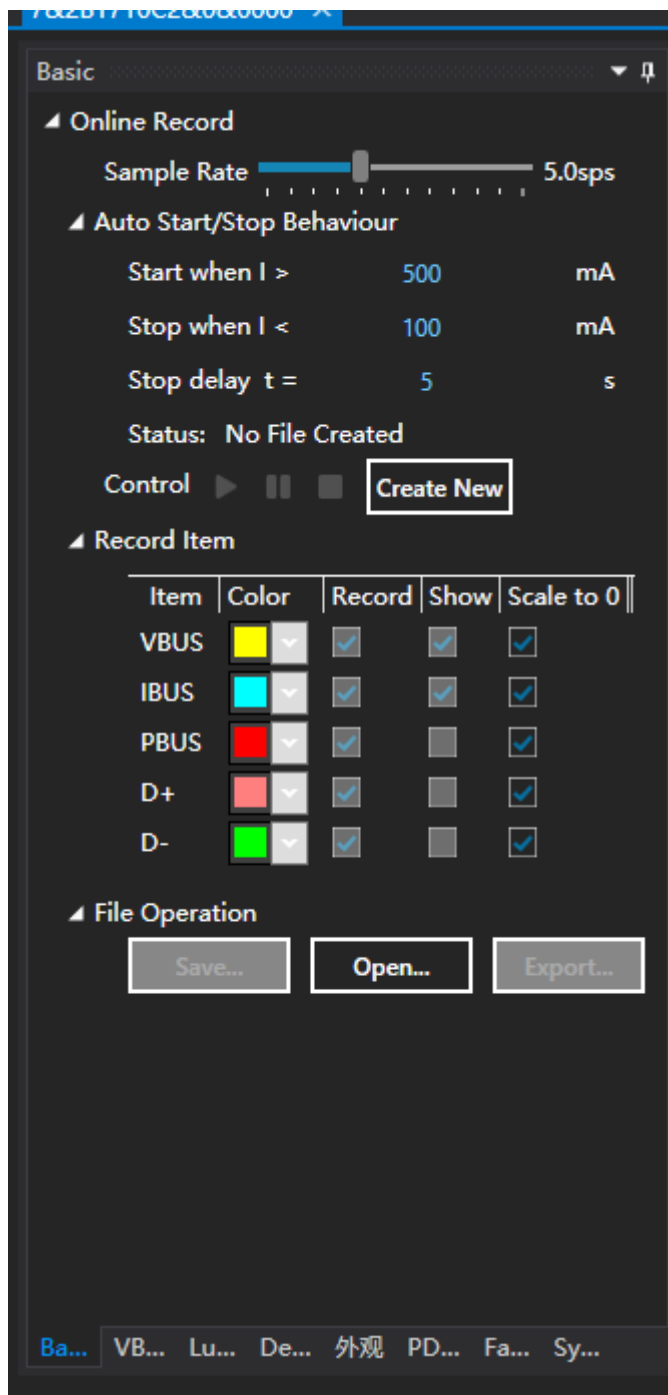 Basic
Online Record
Sample Rate 5.0sps
Auto Start/Stop Behaviour
Start when I > 500 mA
Stop when I < 100 mA
Stop delay t = 5 s
Status: No File Created
Control Create New
Record Item
Item Color Record Show Scale to 0
VBUS
IBUS
PBUS
D+
D-
File Operation
Save... Open... Export...
Ba... VB... Lu... De... 外观 PD... Fa... Sy...